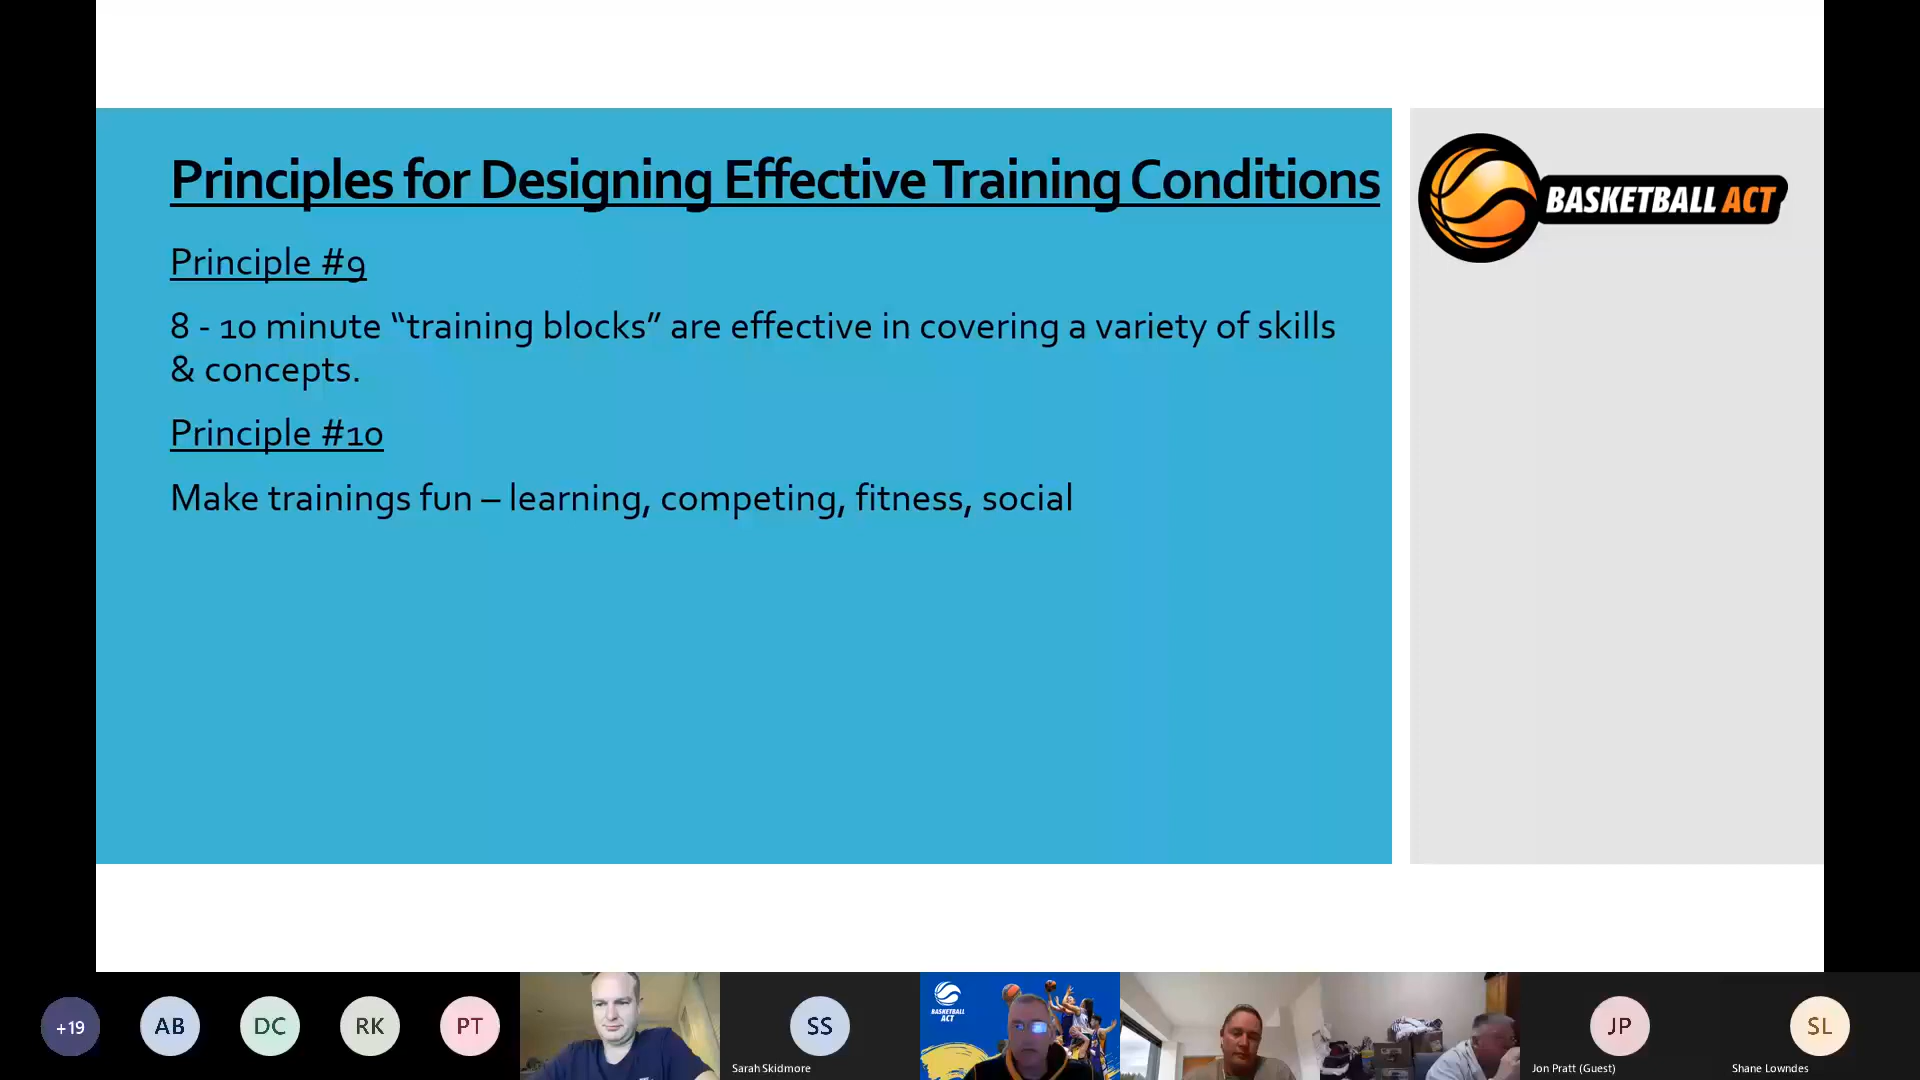 Principles for Designing Effective Training Conditions
BASKETBALL ACT
Principle #9
8 - 10 minute “training blocks” are effective in covering a variety of skills
& concepts.
Principle #10
Make trainings fun – learning, competing, fitness, social
+19
AB
DC
RK
PT
SS
Sarah Skidmore
BASKETBALL
ACT
JP
Jon Pratt (Guest)
SL
Shane Lowndes